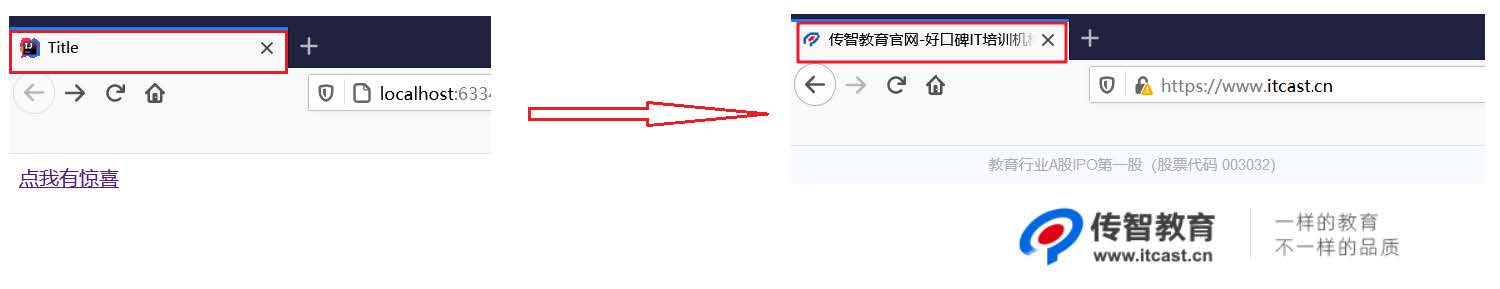 Title
localhost:6334
点我有惊喜
传智教育官网-好口碑IT培训机构
https://www.itcast.cn
教育行业A股IPO第一股（股票代码 003032）
传智教育
www.itcast.cn
一样的教育
不一样的品质